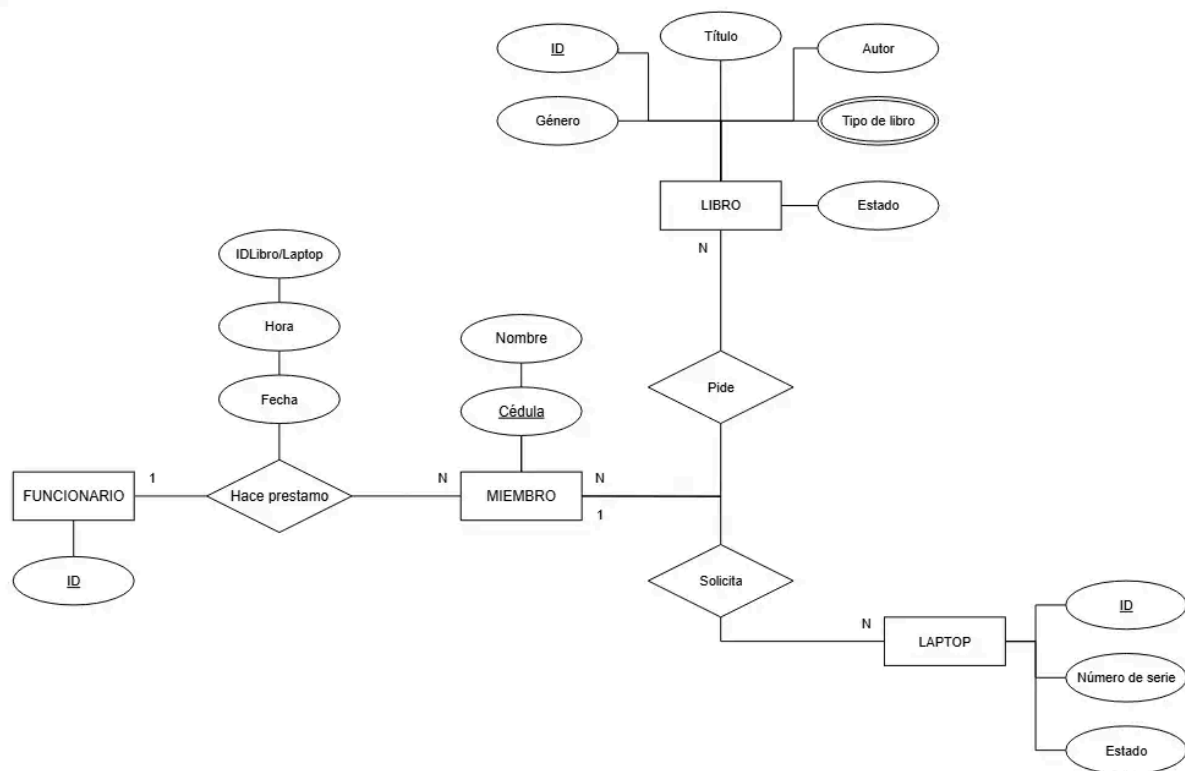 Título
ID
Autor
Género
Tipo de libro
LIBRO
Estado
N
IDLibro/Laptop
Hora
Nombre
Fecha
Cédula
Pide
FUNCIONARIO
1
Hace prestamo
N
MIEMBRO
N
1
ID
Solicita
N
LAPTOP
ID
Número de serie
Estado